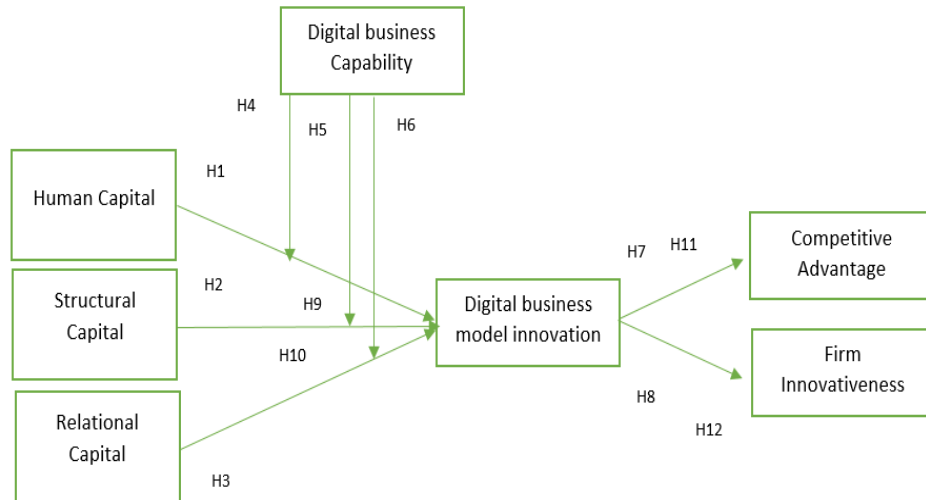 Digital business
Capability
H4
H5
H6
H1
Human Capital
H2
Structural
Capital
H9
H10
Relational
Capital
H3
Digital business
model innovation
H7
H11
Competitive
Advantage
H8
H12
Firm
Innovativeness